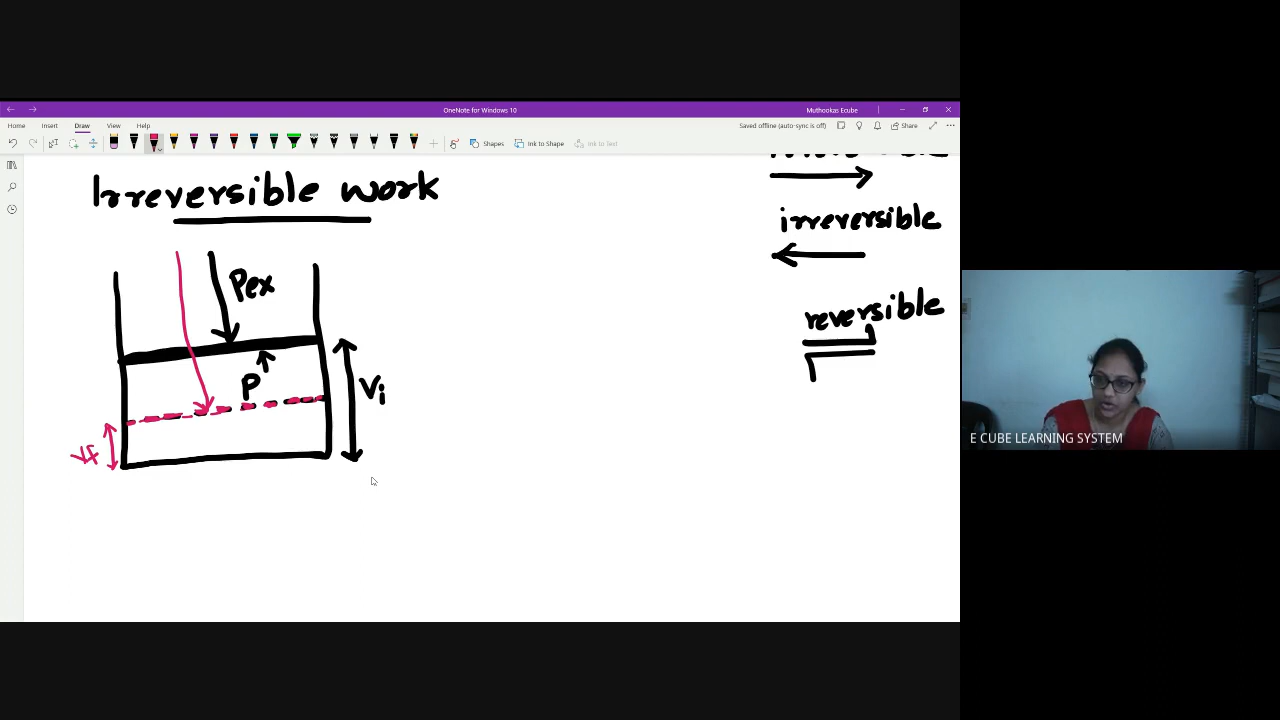 OneNote for Windows 10
Muthookas Ecube
Home Insert Draw View Help
Saved offline (auto-sync is off)
Share
Shapes
Ink to Shape
Ink to Text
Irreversible work
Pex
P
Vi
Vf
irreversible
reversible
E CUBE LEARNING SYSTEM